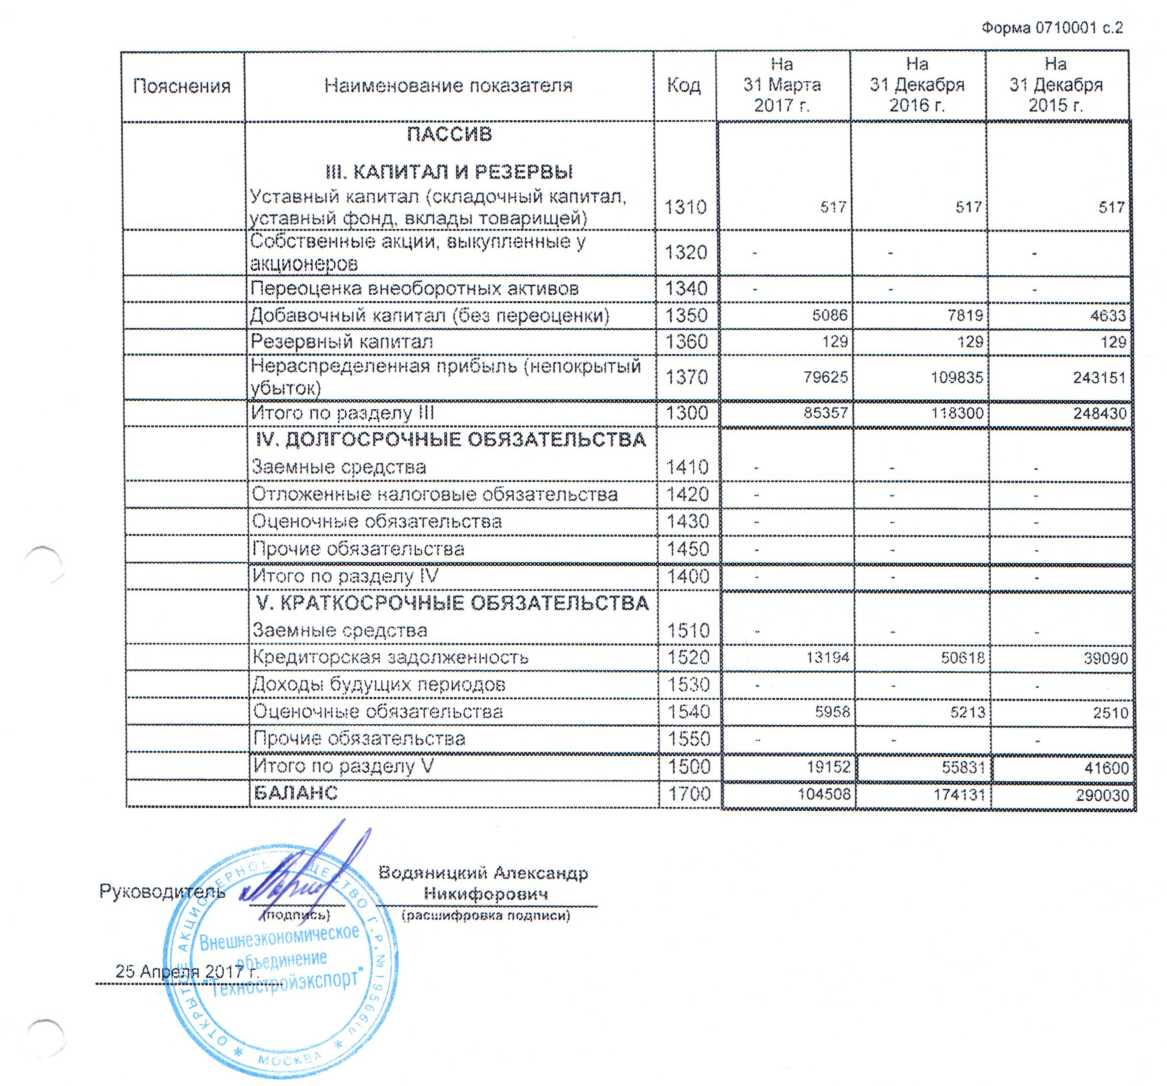 Форма 0710001 с.2
Пояснения Наименование показателя Код На 31 Марта 2017 г. На 31 Декабря 2016 г. На 31 Декабря 2015 г.
ПАССИВ
III. КАПИТАЛ И РЕЗЕРВЫ
Уставный капитал (складочный капитал,
уставный фонд, вклады товарищей) 1310 517 517 517
Собственные акции, выкупленные у
акционеров 1320 - - -
Переоценка внеоборотных активов 1340 - - -
Добавочный капитал (без переоценки) 1350 5086 7819 4633
Резервный капитал 1360 129 129 129
Нераспределенная прибыль (непокрытый
убыток) 1370 79625 109835 243151
Итого по разделу III 1300 85357 118300 248430
IV. ДОЛГОСРОЧНЫЕ ОБЯЗАТЕЛЬСТВА
Заемные средства 1410 - - -
Отложенные налоговые обязательства 1420 - - -
Оценочные обязательства 1430 - - -
Прочие обязательства 1450 - - -
Итого по разделу IV 1400 - - -
V. КРАТКОСРОЧНЫЕ ОБЯЗАТЕЛЬСТВА
Заемные средства 1510 - - -
Кредиторская задолженность 1520 13194 50618 39090
Доходы будущих периодов 1530 - - -
Оценочные обязательства 1540 5958 5213 2510
Прочие обязательства 1550 - - -
Итого по разделу V 1500 19152 55831 41600
БАЛАНС 1700 104508 174131 290030
Водяницкий Александр
Руководитель Никифорович
(подпись) (расшифровка подписи)
25 Апреля 2017 г.
Внешнеэкономическое
объединение
"Техностройэкспорт"
МОСКВА